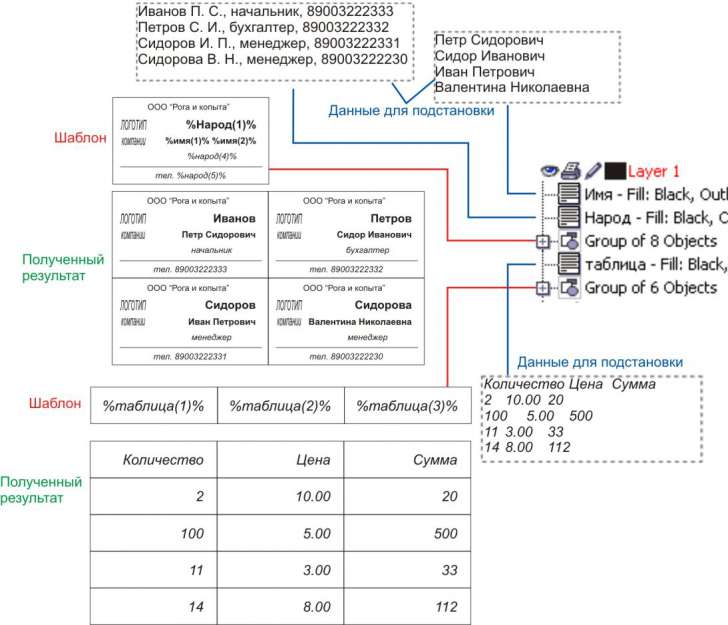 Иванов П. С., начальник, 89003222333
Петров С. И., бухгалтер, 89003222332
Сидоров И. П., менеджер, 89003222331
Сидорова В. Н., менеджер, 89003222230
Петр Сидорович
Сидор Иванович
Иван Петрович
Валентина Николаевна
Данные для подстановки
Шаблон
ООО "Рога и копыта"
ЛОГОТИП
КОМПАНИИ
%Народ(1)%
%имя(1)% %имя(2)%
%народ(4)%
тел. %народ(5)%
Layer 1
Имя - Fill: Black, Outl
Народ - Fill: Black, O
Group of 8 Objects
таблица - Fill: Black,
Group of 6 Objects
Полученный
результат
ООО "Рога и копыта"
ЛОГОТИП
КОМПАНИИ
Иванов
Петр Сидорович
начальник
тел. 89003222333
ООО "Рога и копыта"
ЛОГОТИП
КОМПАНИИ
Петров
Сидор Иванович
бухгалтер
тел. 89003222332
ООО "Рога и копыта"
ЛОГОТИП
КОМПАНИИ
Сидоров
Иван Петрович
менеджер
тел. 89003222331
ООО "Рога и копыта"
ЛОГОТИП
КОМПАНИИ
Сидорова
Валентина Николаевна
менеджер
тел. 89003222230
Данные для подстановки
Количество Цена Сумма
2 10.00 20
100 5.00 500
11 3.00 33
14 8.00 112
Шаблон
%таблица(1)% %таблица(2)% %таблица(3)%
Полученный
результат
Количество Цена Сумма
2 10.00 20
100 5.00 500
11 3.00 33
14 8.00 112